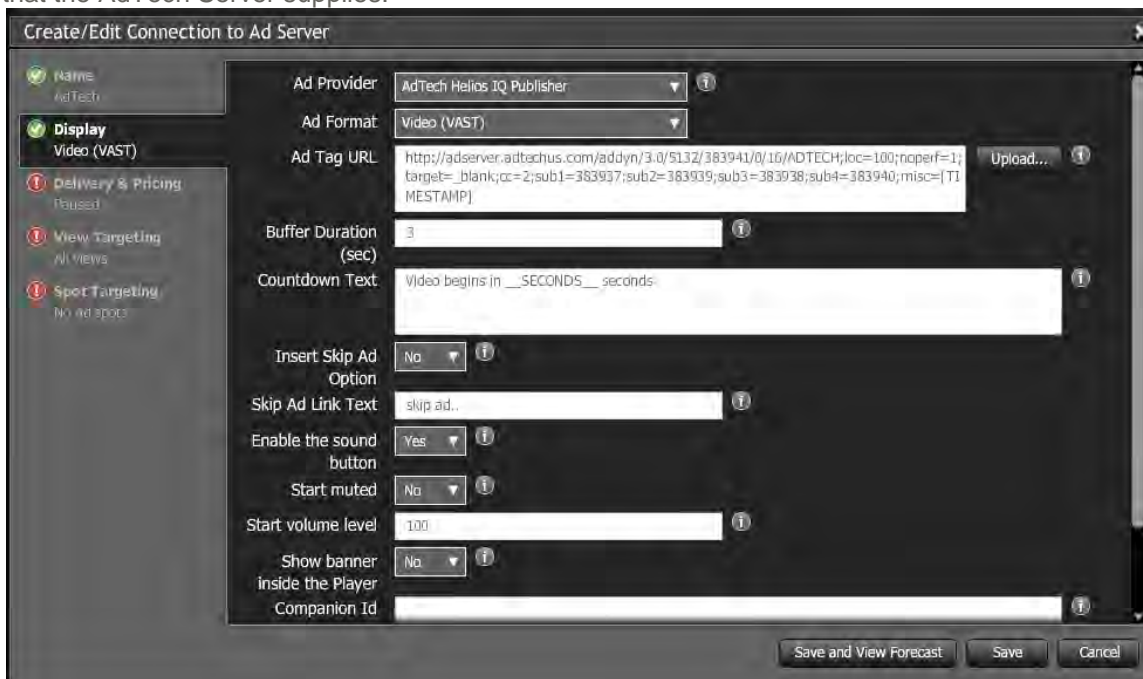 that the AdTech Server supplies.
Create/Edit Connection to Ad Server
Name
AdTech
Display
Video (VAST)
Delivery & Pricing
Paused
View Targeting
All views
Spot Targeting
No ad spots
Ad Provider
AdTech Helios IQ Publisher
Ad Format
Video (VAST)
Ad Tag URL
http://adserver.adtechus.com/addyn/3.0/5132/383941/0/16/ADTECH;loc=100;noperf=1;
target=_blank;cc=2;sub1=383937;sub2=383939;sub3=383938;sub4=383940;misc=[TI
MESTAMP]
Upload...
Buffer Duration
(sec)
3
Countdown Text
Video begins in __SECONDS__ seconds
Insert Skip Ad
Option
No
Skip Ad Link Text
skip ad..
Enable the sound
button
Yes
Start muted
No
Start volume level
100
Show banner
inside the Player
No
Companion Id
Save and View Forecast
Save
Cancel